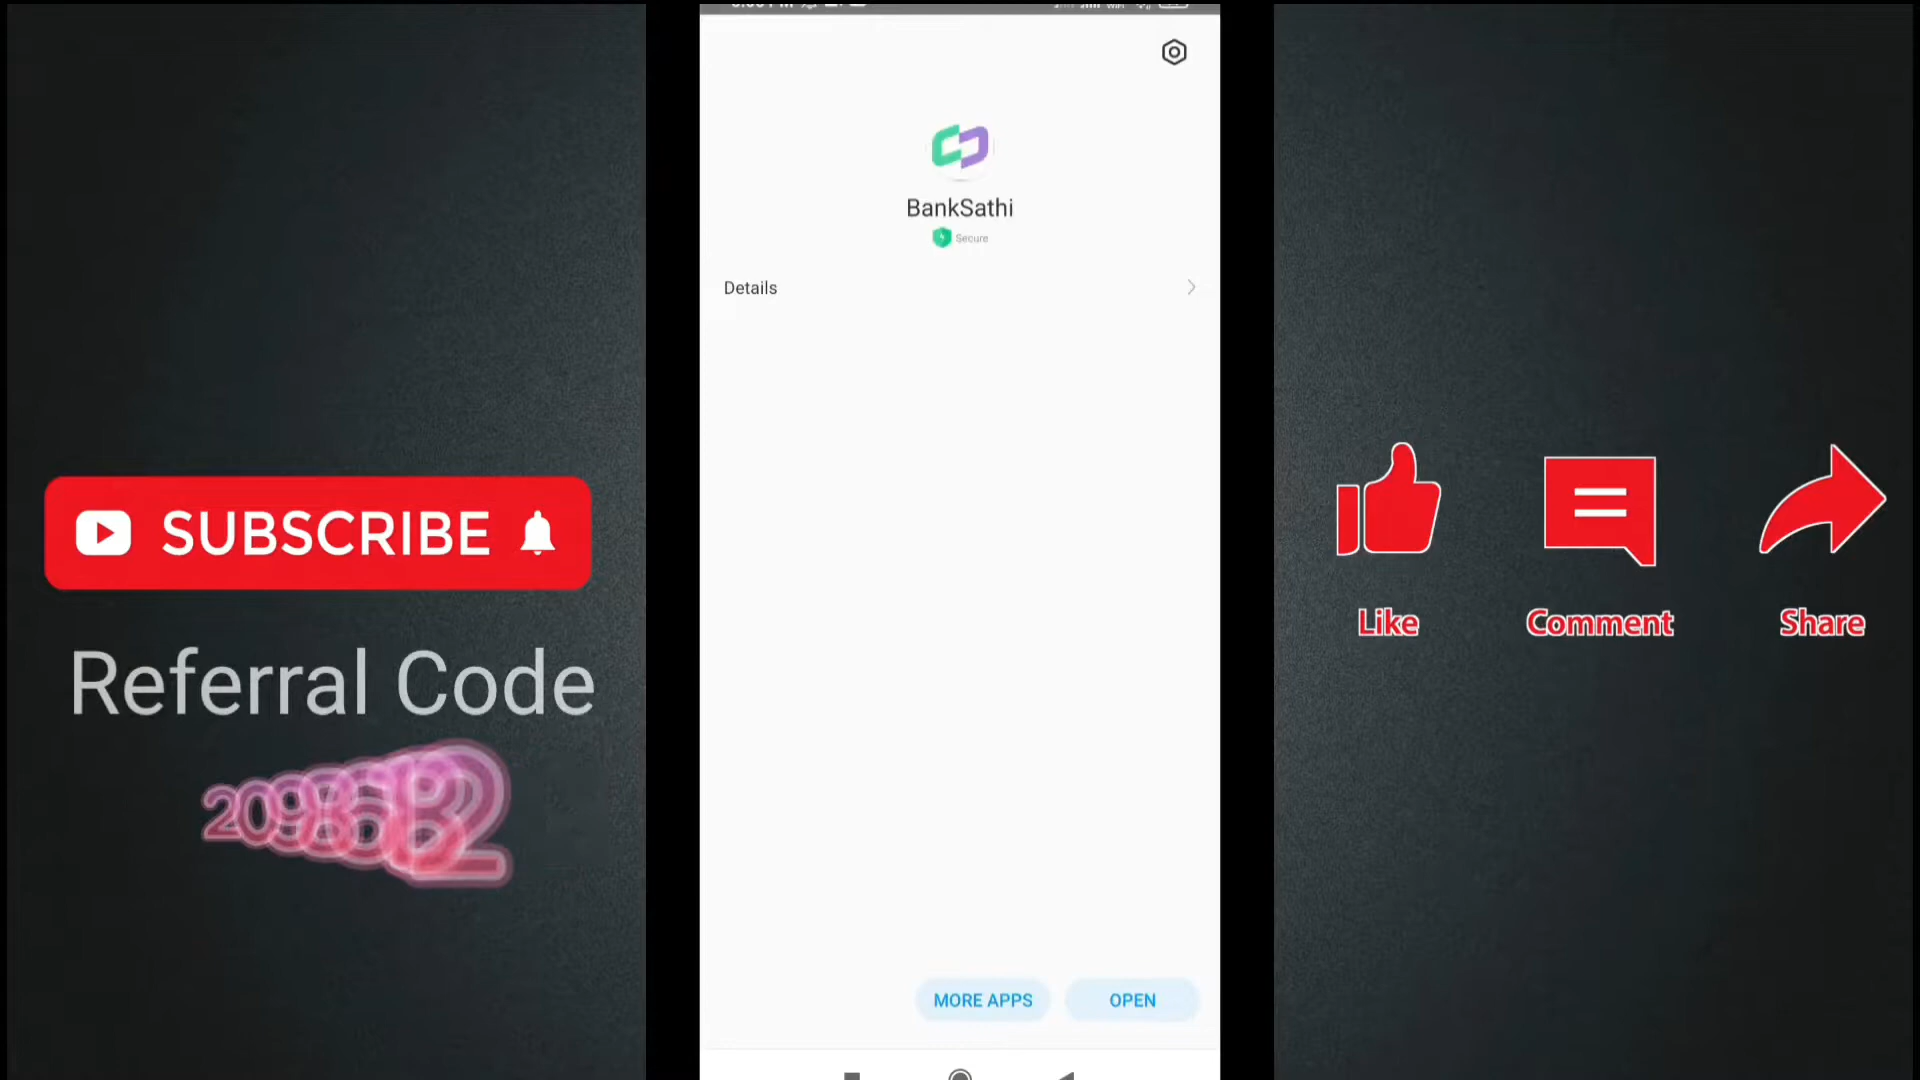 BankSathi
Secure
Details
SUBSCRIBE
Referral Code
Like
Comment
Share
MORE APPS
OPEN